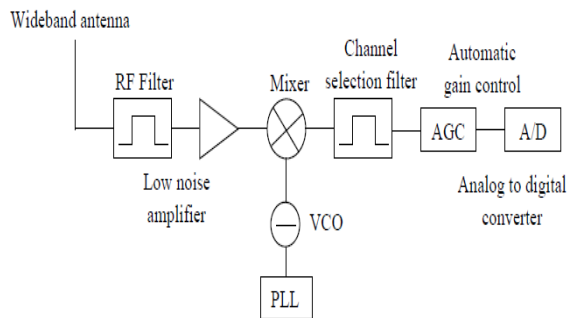 Wideband antenna
RF Filter
Low noise
amplifier
Mixer
VCO
PLL
Channel
selection filter
Automatic
gain control
AGC
A/D
Analog to digital
converter